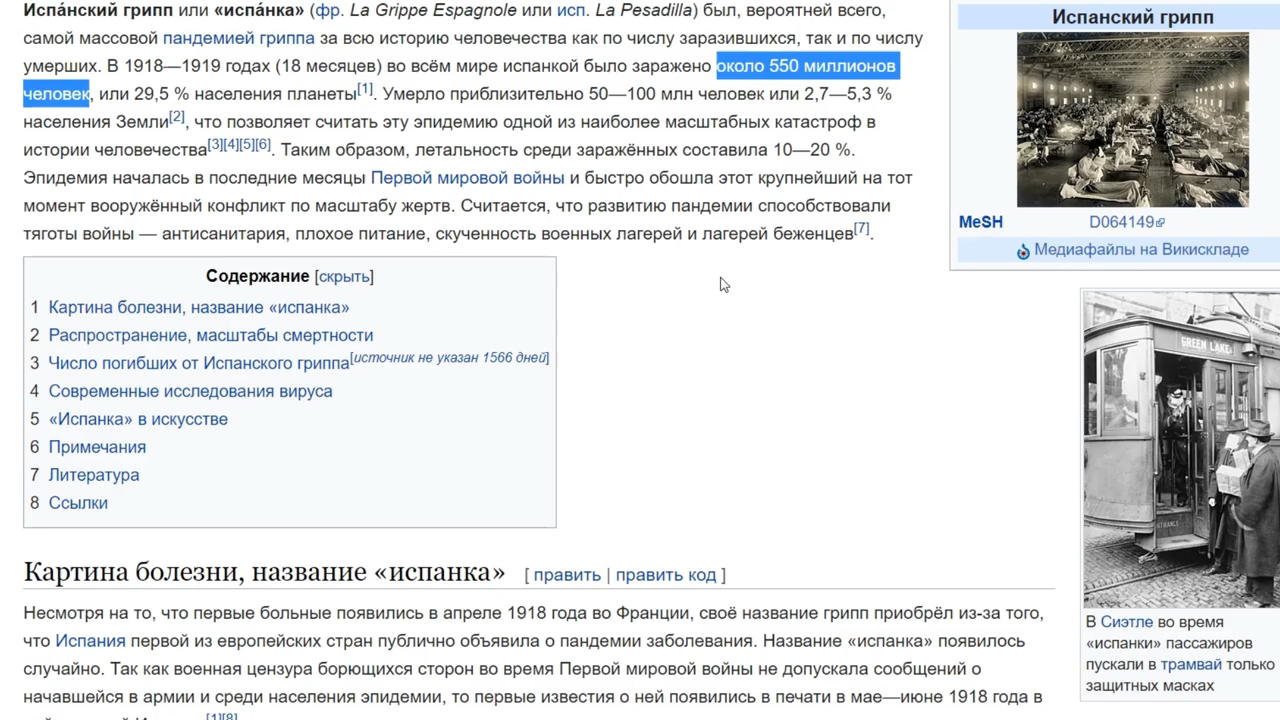 Испа́нский грипп или «испа́нка» (фр. La Grippe Espagnole или исп. La Pesadilla) был, вероятней всего,
самой массовой пандемией гриппа за всю историю человечества как по числу заразившихся, так и по числу
умерших. В 1918—1919 годах (18 месяцев) во всём мире испанкой было заражено около 550 миллионов
человек, или 29,5 % населения планеты[1]. Умерло приблизительно 50—100 млн человек или 2,7—5,3 %
населения Земли[2], что позволяет считать эту эпидемию одной из наиболее масштабных катастроф в
истории человечества[3][4][5][6]. Таким образом, летальность среди заражённых составила 10—20 %.
Эпидемия началась в последние месяцы Первой мировой войны и быстро обошла этот крупнейший на тот
момент вооружённый конфликт по масштабу жертв. Считается, что развитию пандемии способствовали
тяготы войны — антисанитария, плохое питание, скученность военных лагерей и лагерей беженцев[7].
Содержание [скрыть]
1 Картина болезни, название «испанка»
2 Распространение, масштабы смертности
3 Число погибших от Испанского гриппа[источник не указан 1566 дней]
4 Современные исследования вируса
5 «Испанка» в искусстве
6 Примечания
7 Литература
8 Ссылки
Картина болезни, название «испанка» [ править | править код ]
Несмотря на то, что первые больные появились в апреле 1918 года во Франции, своё название грипп приобрёл из-за того,
что Испания первой из европейских стран публично объявила о пандемии заболевания. Название «испанка» появилось
случайно. Так как военная цензура борющихся сторон во время Первой мировой войны не допускала сообщений о
начавшейся в армии и среди населения эпидемии, то первые известия о ней появились в печати в мае—июне 1918 года в
[1][8]
Испанский грипп
MeSH D064149
Медиафайлы на Викискладе
GREEN LAKE
ENTRANCE
В Сиэтле во время
«испанки» пассажиров
пускали в трамвай только
защитных масках